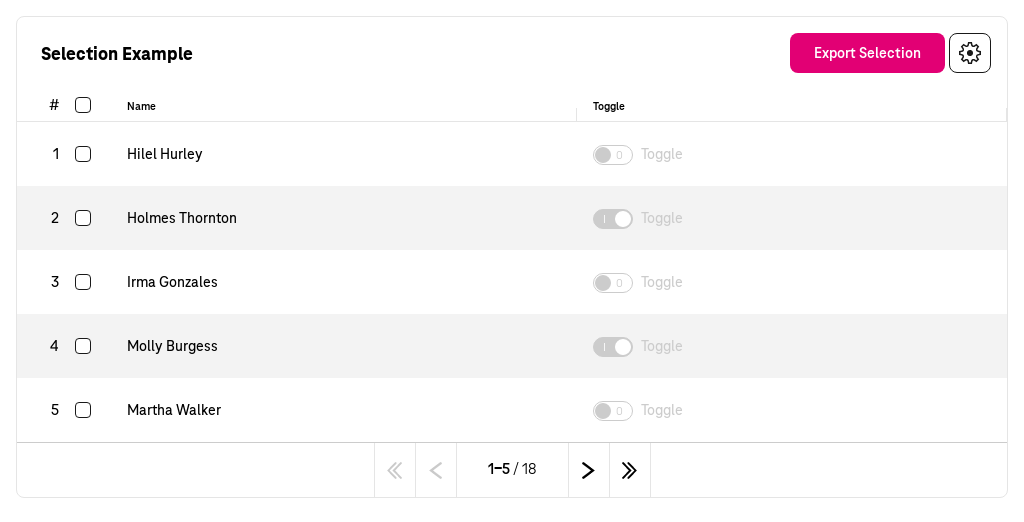 Selection Example
Export Selection
# Name Toggle
1 Hilel Hurley 0 Toggle
2 Holmes Thornton I Toggle
3 Irma Gonzales 0 Toggle
4 Molly Burgess I Toggle
5 Martha Walker 0 Toggle
1–5 / 18